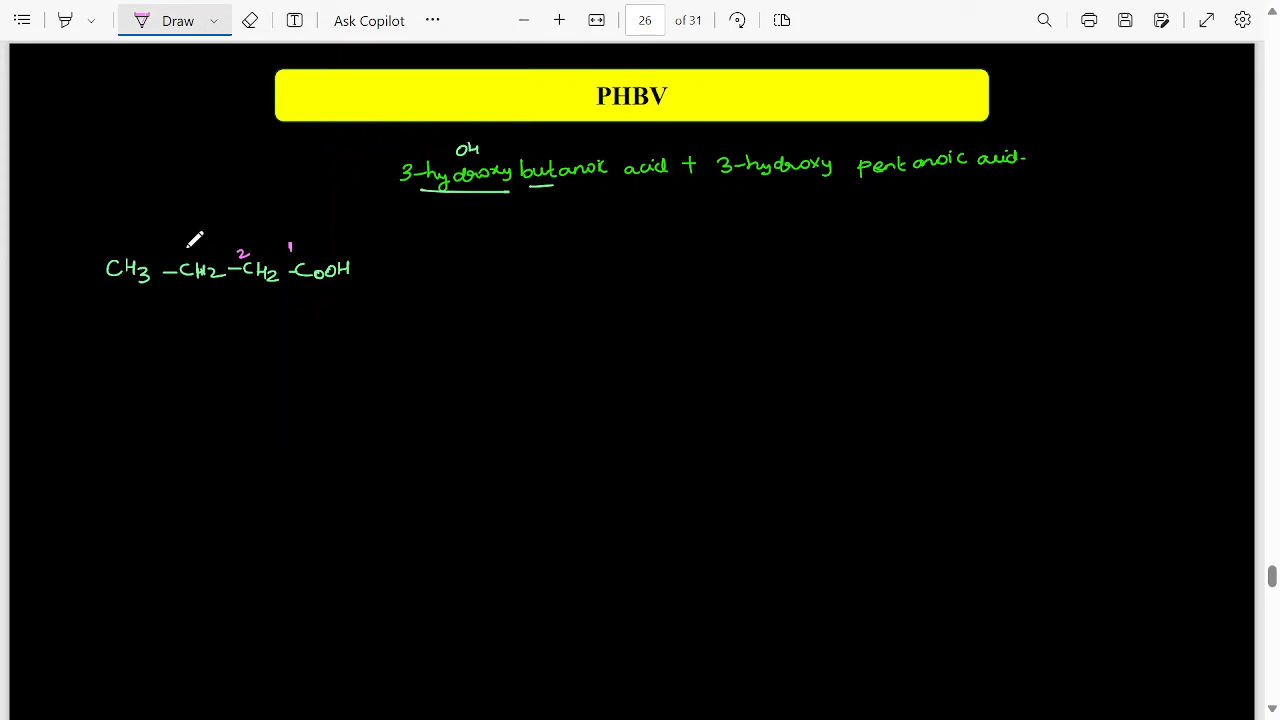 Draw
Ask Copilot
26 of 31
PHBV
OH
3-hydroxy butanoic acid + 3-hydroxy pentanoic acid.
2 1
CH3 -CH2 -CH2 -COOH